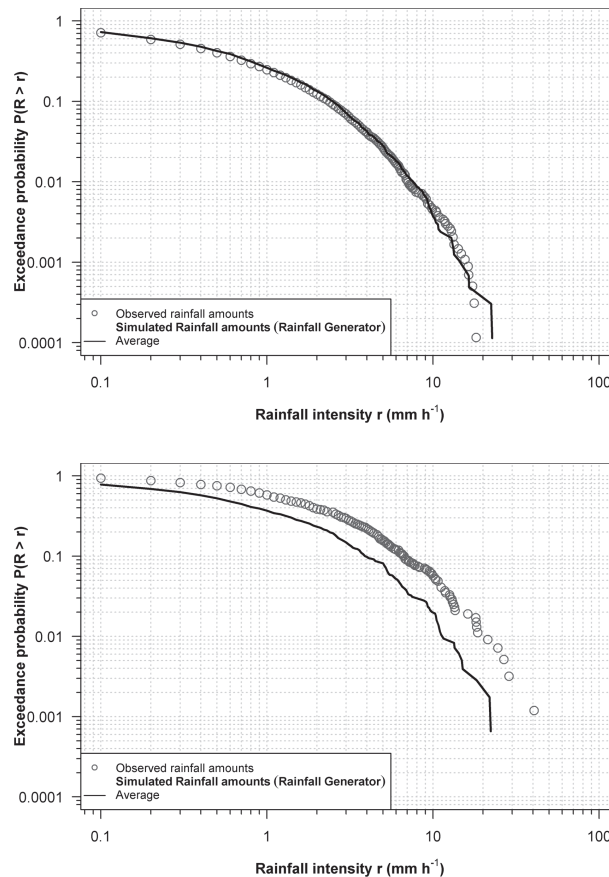 Exceedance probability P(R > r)
1
0.1
0.01
0.001
0.0001
Observed rainfall amounts
Simulated Rainfall amounts (Rainfall Generator)
Average
0.1 1 10 100
Rainfall intensity r (mm h⁻¹)
Exceedance probability P(R > r)
1
0.1
0.01
0.001
0.0001
Observed rainfall amounts
Simulated Rainfall amounts (Rainfall Generator)
Average
0.1 1 10 100
Rainfall intensity r (mm h⁻¹)